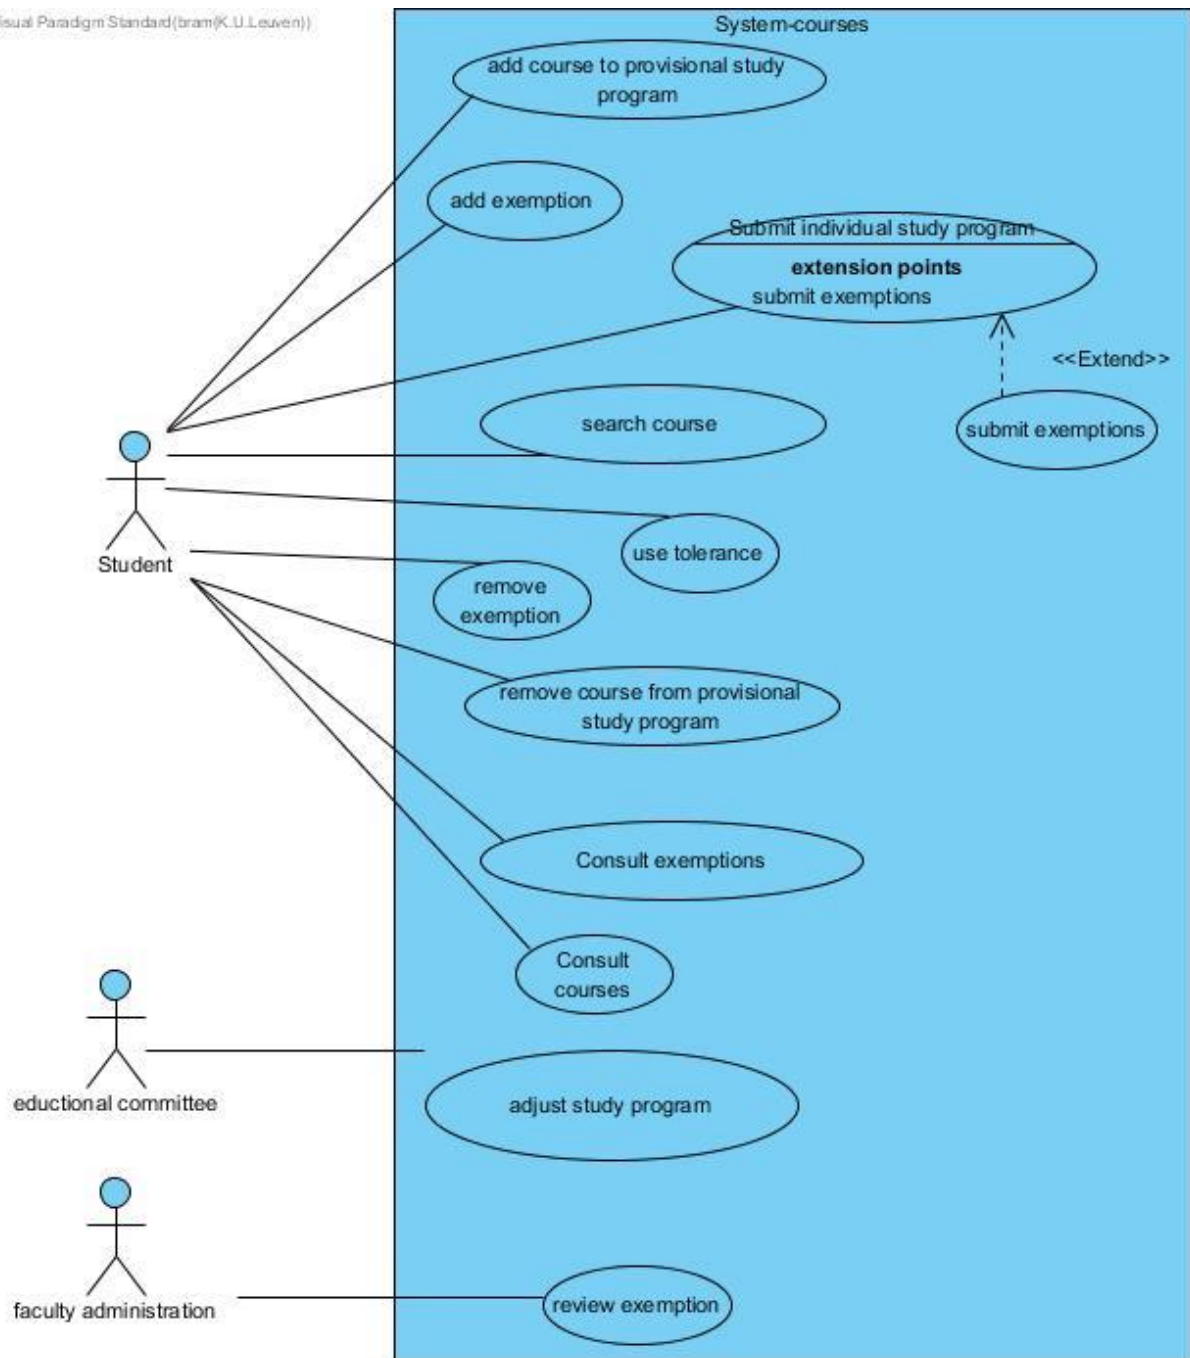 isual Paradigm Standard(bram(K.U.Leuven))
System-courses
add course to provisional study
program
add exemption
Submit individual study program
extension points
submit exemptions
<<Extend>>
search course
submit exemptions
use tolerance
Student
remove
exemption
remove course from provisional
study program
Consult exemptions
Consult
courses
eductional committee
adjust study program
faculty administration
review exemption